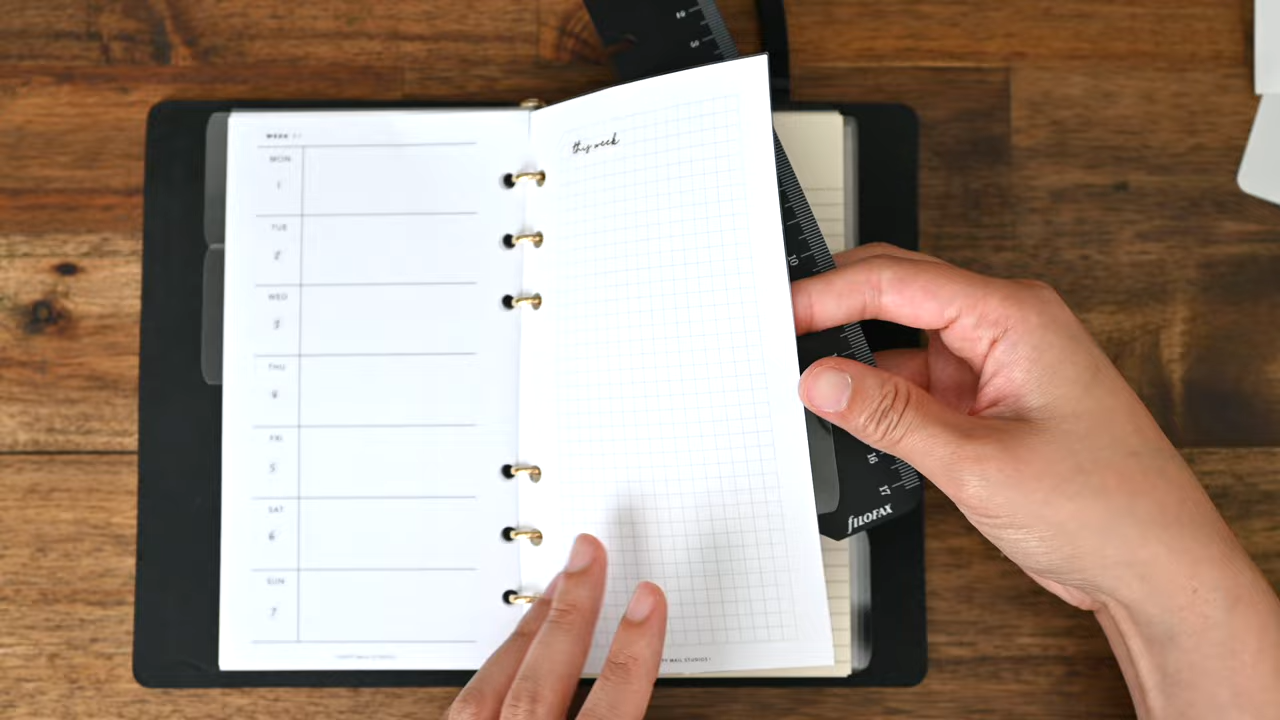 WEEK 01
MON
1
TUE
2
WED
3
THU
4
FRI
5
SAT
6
SUN
7
this week
10
16
17
FILOFAX